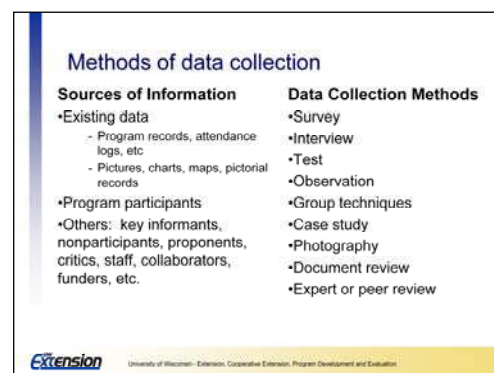 Methods of data collection
Sources of Information
•Existing data
- Program records, attendance
logs, etc
- Pictures, charts, maps, pictorial
records
•Program participants
•Others: key informants,
nonparticipants, proponents,
critics, staff, collaborators,
funders, etc.
Data Collection Methods
•Survey
•Interview
•Test
•Observation
•Group techniques
•Case study
•Photography
•Document review
•Expert or peer review
Extension
University of Wisconsin - Extension, Cooperative Extension, Program Development and Evaluation